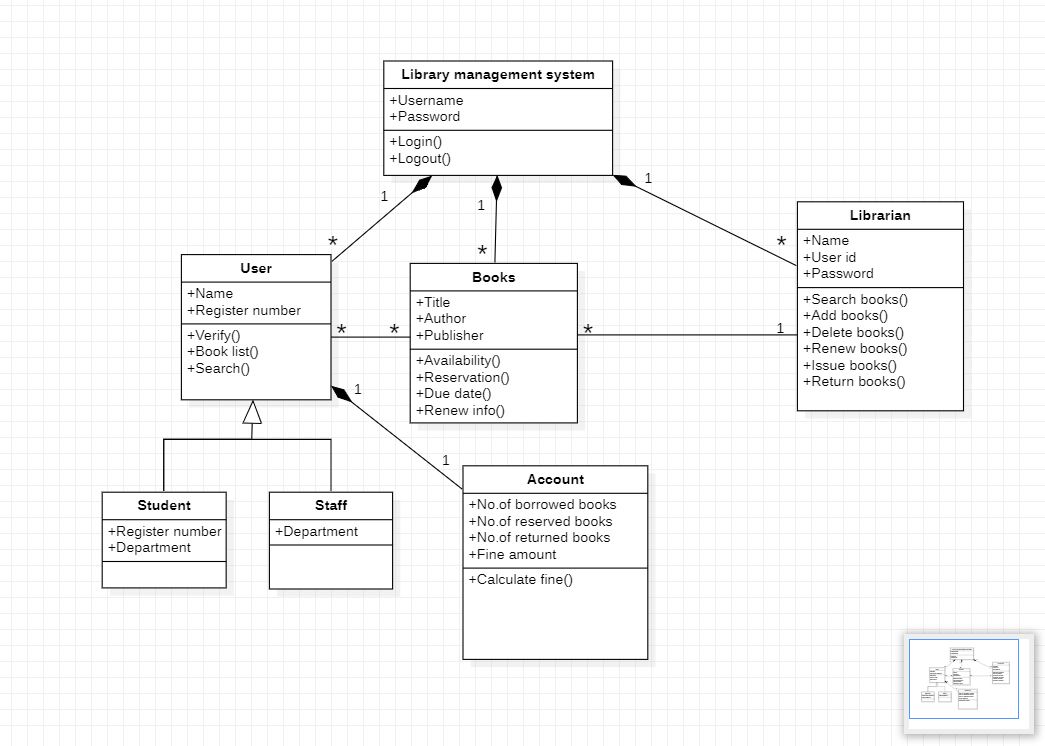 Library management system
+Username
+Password
+Login()
+Logout()
1
1
1
*
*
*
Librarian
+Name
+User id
+Password
+Search books()
+Add books()
+Delete books()
+Renew books()
+Issue books()
+Return books()
User
+Name
+Register number
+Verify()
+Book list()
+Search()
Books
+Title
+Author
+Publisher
+Availability()
+Reservation()
+Due date()
+Renew info()
*
*
*
1
1
1
Student
+Register number
+Department
Staff
+Department
Account
+No.of borrowed books
+No.of reserved books
+No.of returned books
+Fine amount
+Calculate fine()